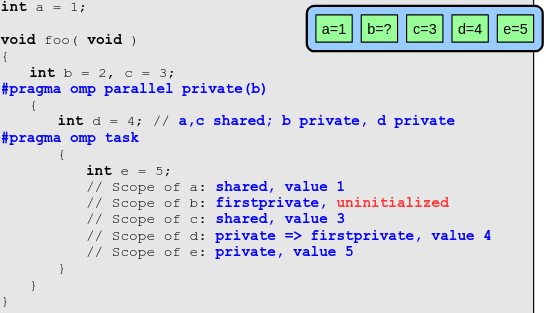 int a = 1;
a=1 b=? c=3 d=4 e=5
void foo( void )
{
int b = 2, c = 3;
#pragma omp parallel private(b)
{
int d = 4; // a,c shared; b private, d private
#pragma omp task
{
int e = 5;
// Scope of a: shared, value 1
// Scope of b: firstprivate, uninitialized
// Scope of c: shared, value 3
// Scope of d: private => firstprivate, value 4
// Scope of e: private, value 5
}
}
}